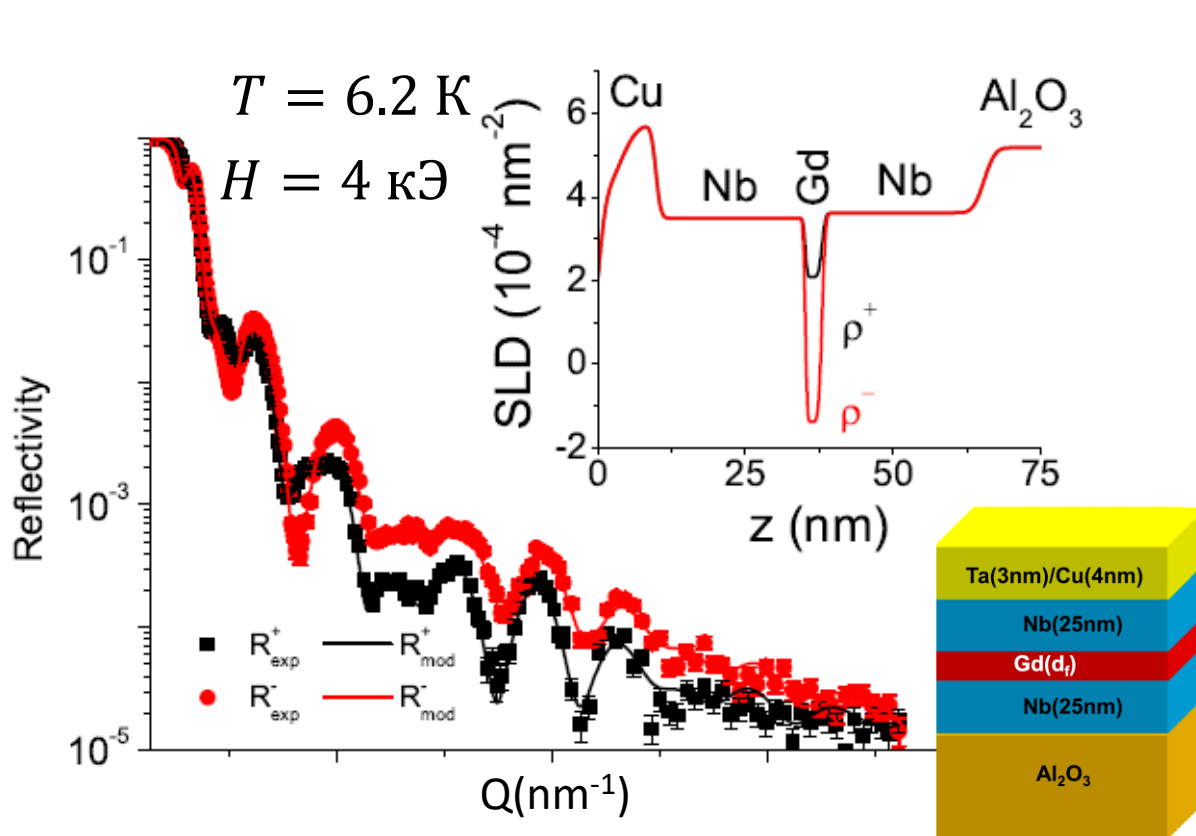 T = 6.2 К
H = 4 кЭ
Reflectivity
10⁻¹
10⁻³
10⁻⁵
Q(nm⁻¹)
R⁺exp R⁺mod
R⁻exp R⁻mod
SLD (10⁻⁴ nm⁻²)
6
4
2
0
-2
0 25 50 75
z (nm)
Cu
Nb
Gd
Nb
Al₂O₃
ρ⁺
ρ⁻
Ta(3nm)/Cu(4nm)
Nb(25nm)
Gd(df)
Nb(25nm)
Al₂O₃